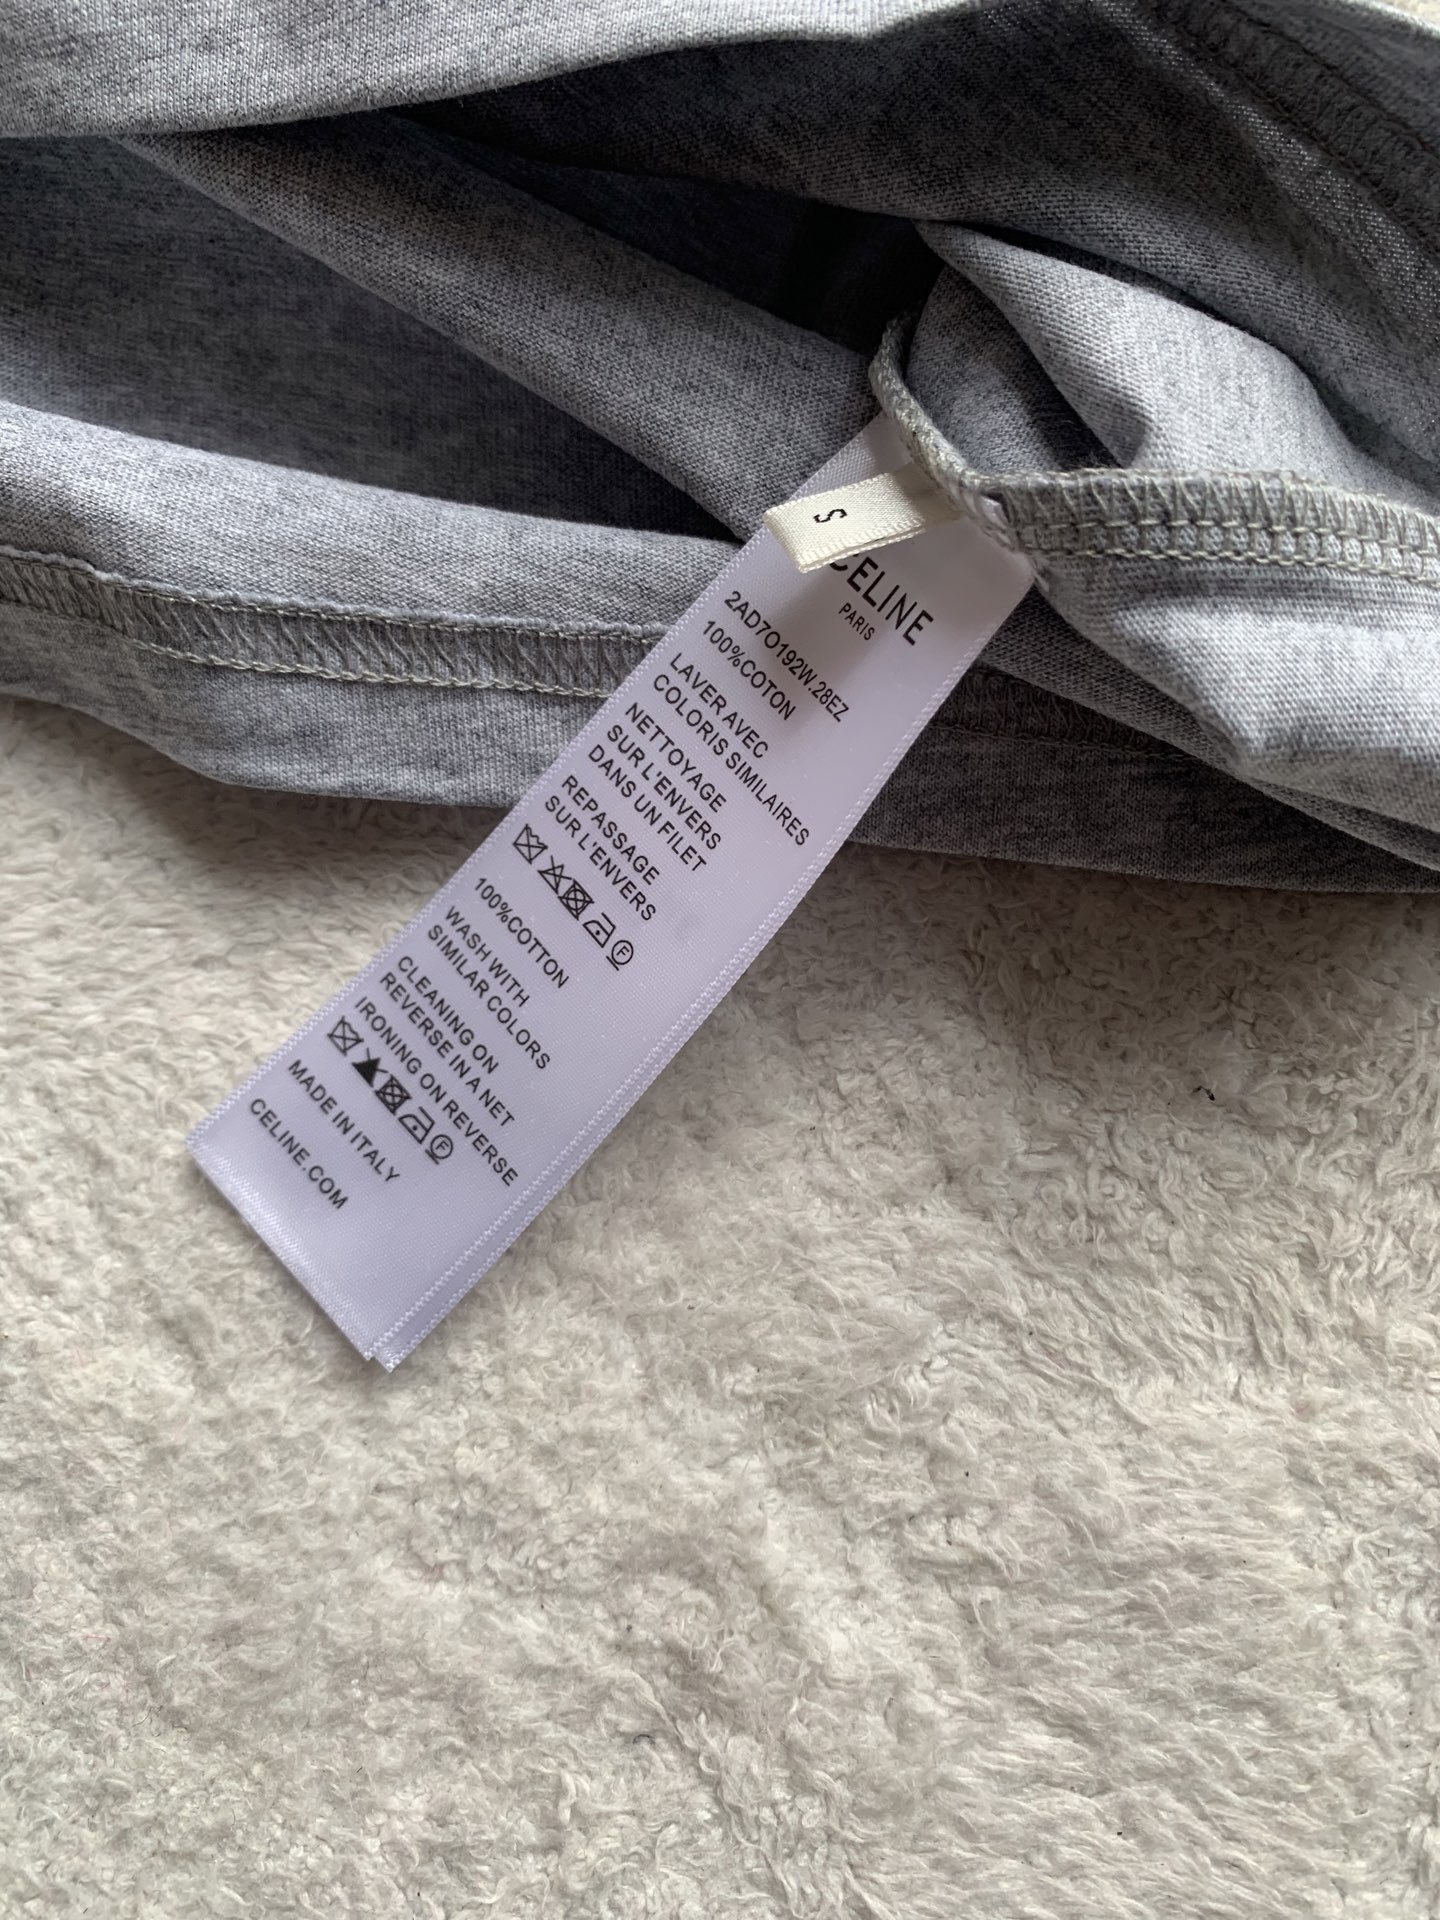 S
CELINE
PARIS
2AD7O192W.28EZ
100%COTON
LAVER AVEC
COLORIS SIMILAIRES
NETTOYAGE
SUR L'ENVERS
DANS UN FILET
REPASSAGE
SUR L'ENVERS
F
100%COTTON
WASH WITH
SIMILAR COLORS
CLEANING ON
REVERSE IN A NET
IRONING ON REVERSE
F
MADE IN ITALY
CELINE.COM